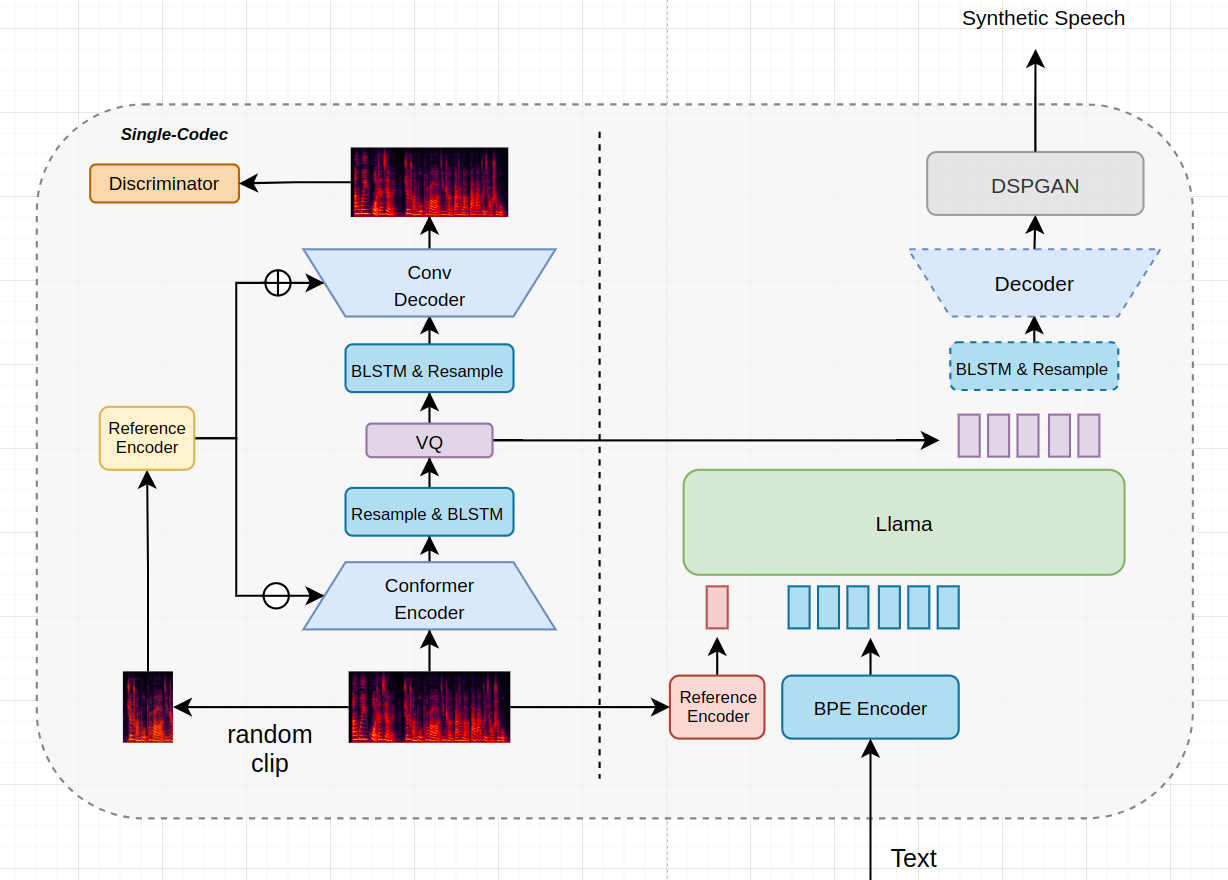 Synthetic Speech
Single-Codec
Discriminator
Conv
Decoder
BLSTM & Resample
Reference
Encoder
VQ
Resample & BLSTM
Conformer
Encoder
random
clip
DSPGAN
Decoder
BLSTM & Resample
Llama
Reference
Encoder
BPE Encoder
Text